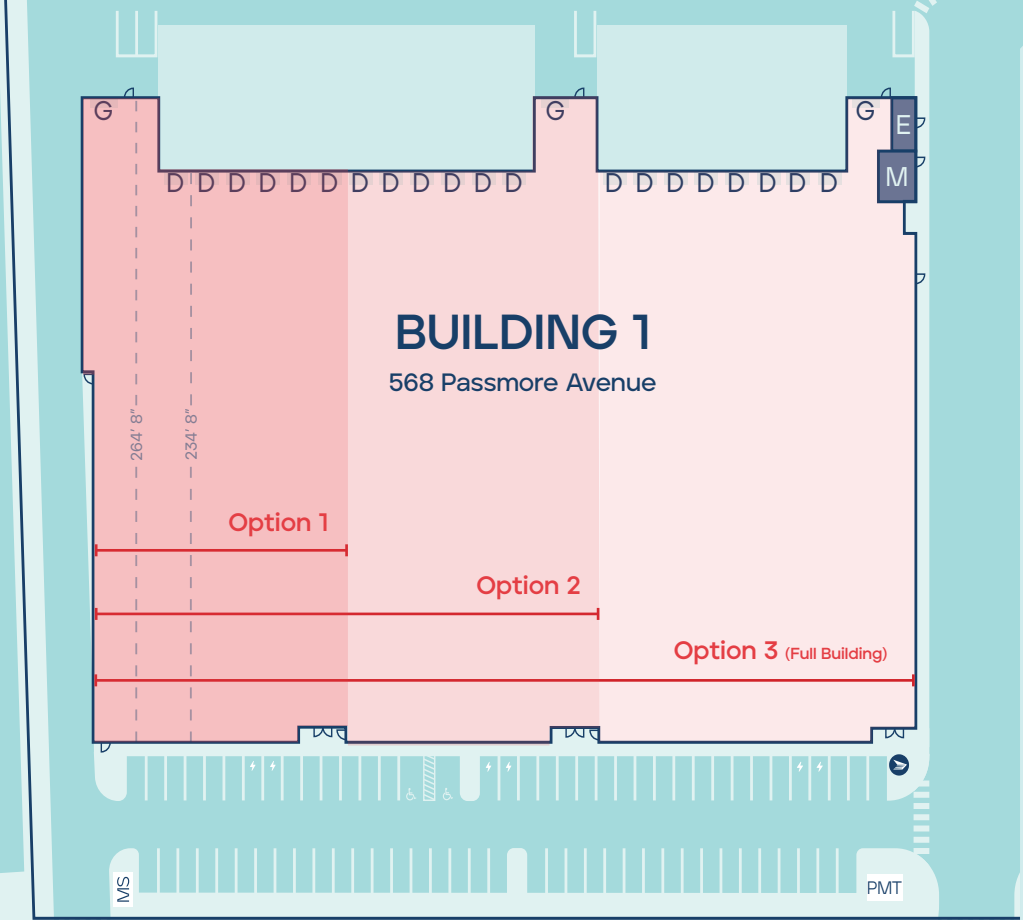 G G G E
M
D D D D D D D D D D D D D D D D D D D D
BUILDING 1
568 Passmore Avenue
264' 8"
234' 8"
Option 1
Option 2
Option 3 (Full Building)
MS
PMT